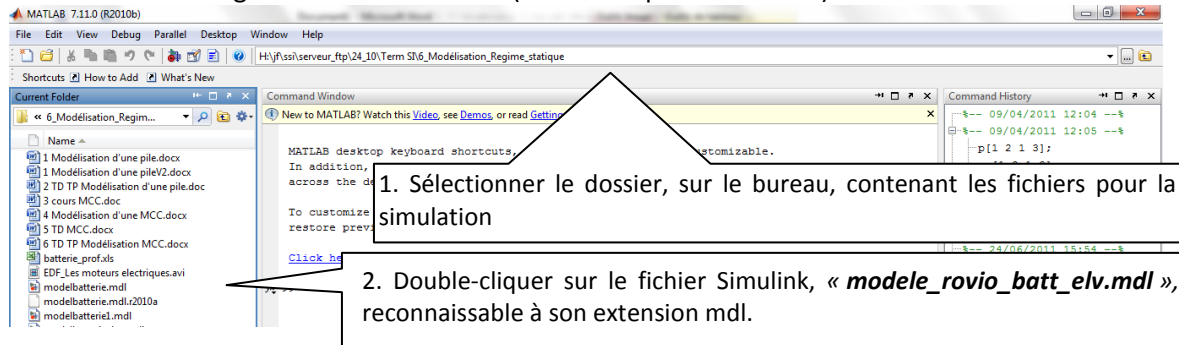 MATLAB 7.11.0 (R2010b)
File Edit View Debug Parallel Desktop Window Help
H:\jf\ssi\serveur_ftp\24_10\Term SI\6_Modélisation_Regime_statique
Shortcuts How to Add What's New
Current Folder
« 6_Modélisation_Regim...
Name
1 Modélisation d'une pile.docx
1 Modélisation d'une pileV2.docx
2 TD TP Modélisation d'une pile.doc
3 cours MCC.doc
4 Modélisation d'une MCC.docx
5 TD MCC.docx
6 TD TP Modélisation MCC.docx
batterie_prof.xls
EDF_Les moteurs electriques.avi
modelbatterie.mdl
modelbatterie.mdl.r2010a
modelbatterie1.mdl
Command Window
New to MATLAB? Watch this Video, see Demos, or read Getting
MATLAB desktop keyboard shortcuts, stomizable.
In addition,
across the de
To customize
restore previ
Click he
Command History
%-- 09/04/2011 12:04 --%
%-- 09/04/2011 12:05 --%
p[1 2 1 3];
%-- 24/06/2011 15:54 --%
1. Sélectionner le dossier, sur le bureau, contenant les fichiers pour la
simulation
2. Double-cliquer sur le fichier Simulink, « modele_rovio_batt_elv.mdl »,
reconnaissable à son extension mdl.